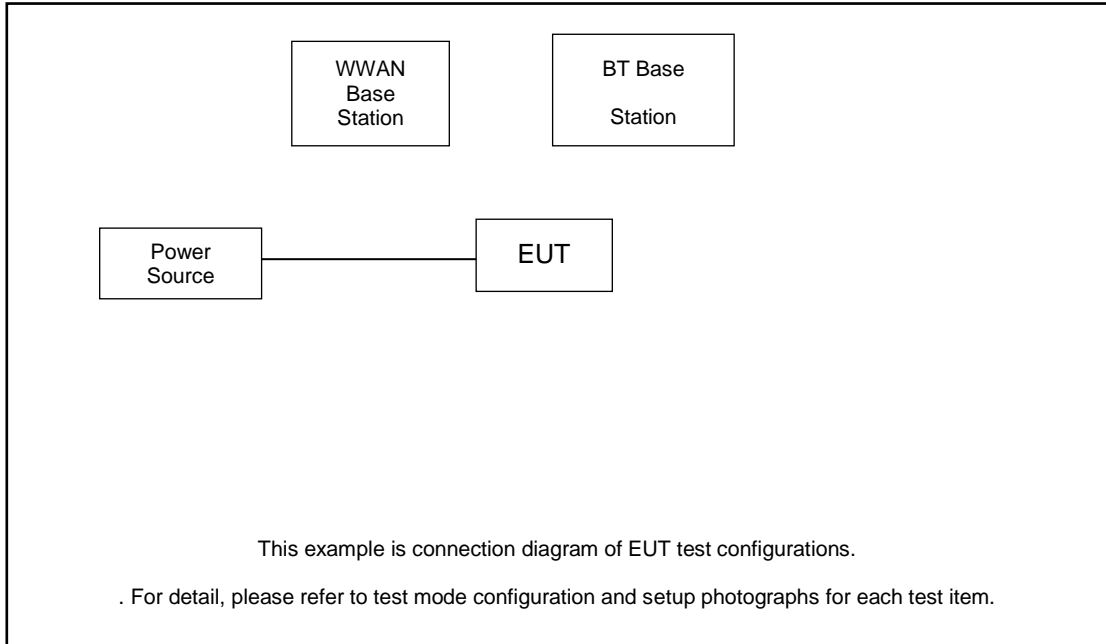 WWAN
Base
Station
BT Base
Station
Power
Source
EUT
This example is connection diagram of EUT test configurations.
. For detail, please refer to test mode configuration and setup photographs for each test item.